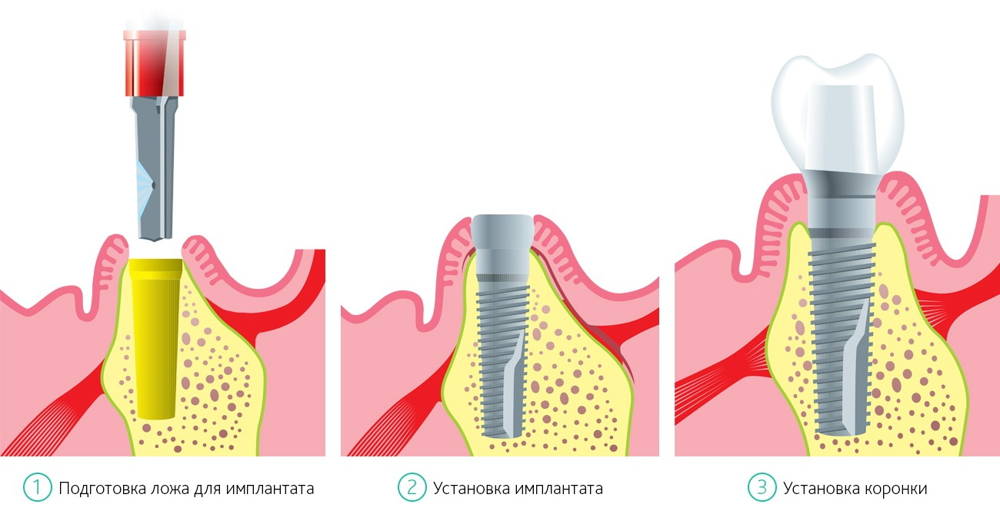 1 Подготовка ложа для имплантата
2 Установка имплантата
3 Установка коронки